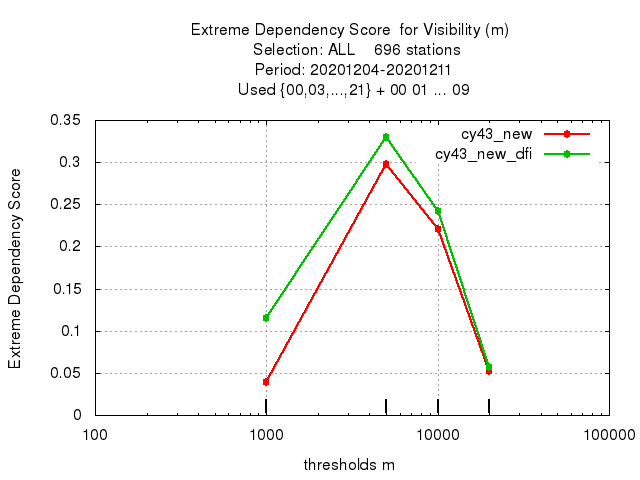 Extreme Dependency Score  for Visibility (m)
Selection: ALL    696 stations
Period: 20201204-20201211
Used {00,03,...,21} + 00 01 ... 09
cy43_new
cy43_new_dfi
Extreme Dependency Score
0.35
0.3
0.25
0.2
0.15
0.1
0.05
0
100
1000
10000
100000
thresholds m